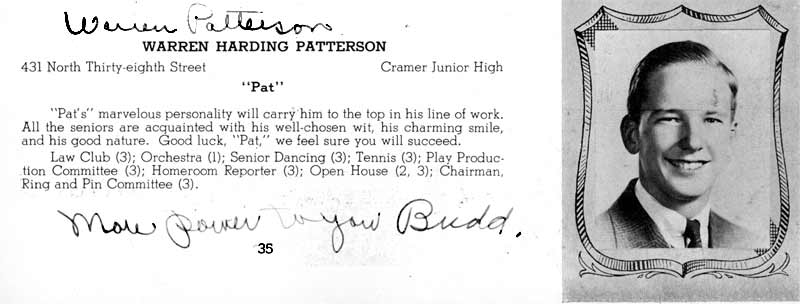 Warren Patterson
WARREN HARDING PATTERSON
431 North Thirty-eighth Street Cramer Junior High
"Pat"
"Pat's" marvelous personality will carry him to the top in his line of work.
All the seniors are acquainted with his well-chosen wit, his charming smile,
and his good nature. Good luck, "Pat," we feel sure you will succeed.
Law Club (3); Orchestra (1); Senior Dancing (3); Tennis (3); Play Produc-
tion Committee (3); Homeroom Reporter (3); Open House (2, 3); Chairman,
Ring and Pin Committee (3).
More power to you Budd.
35